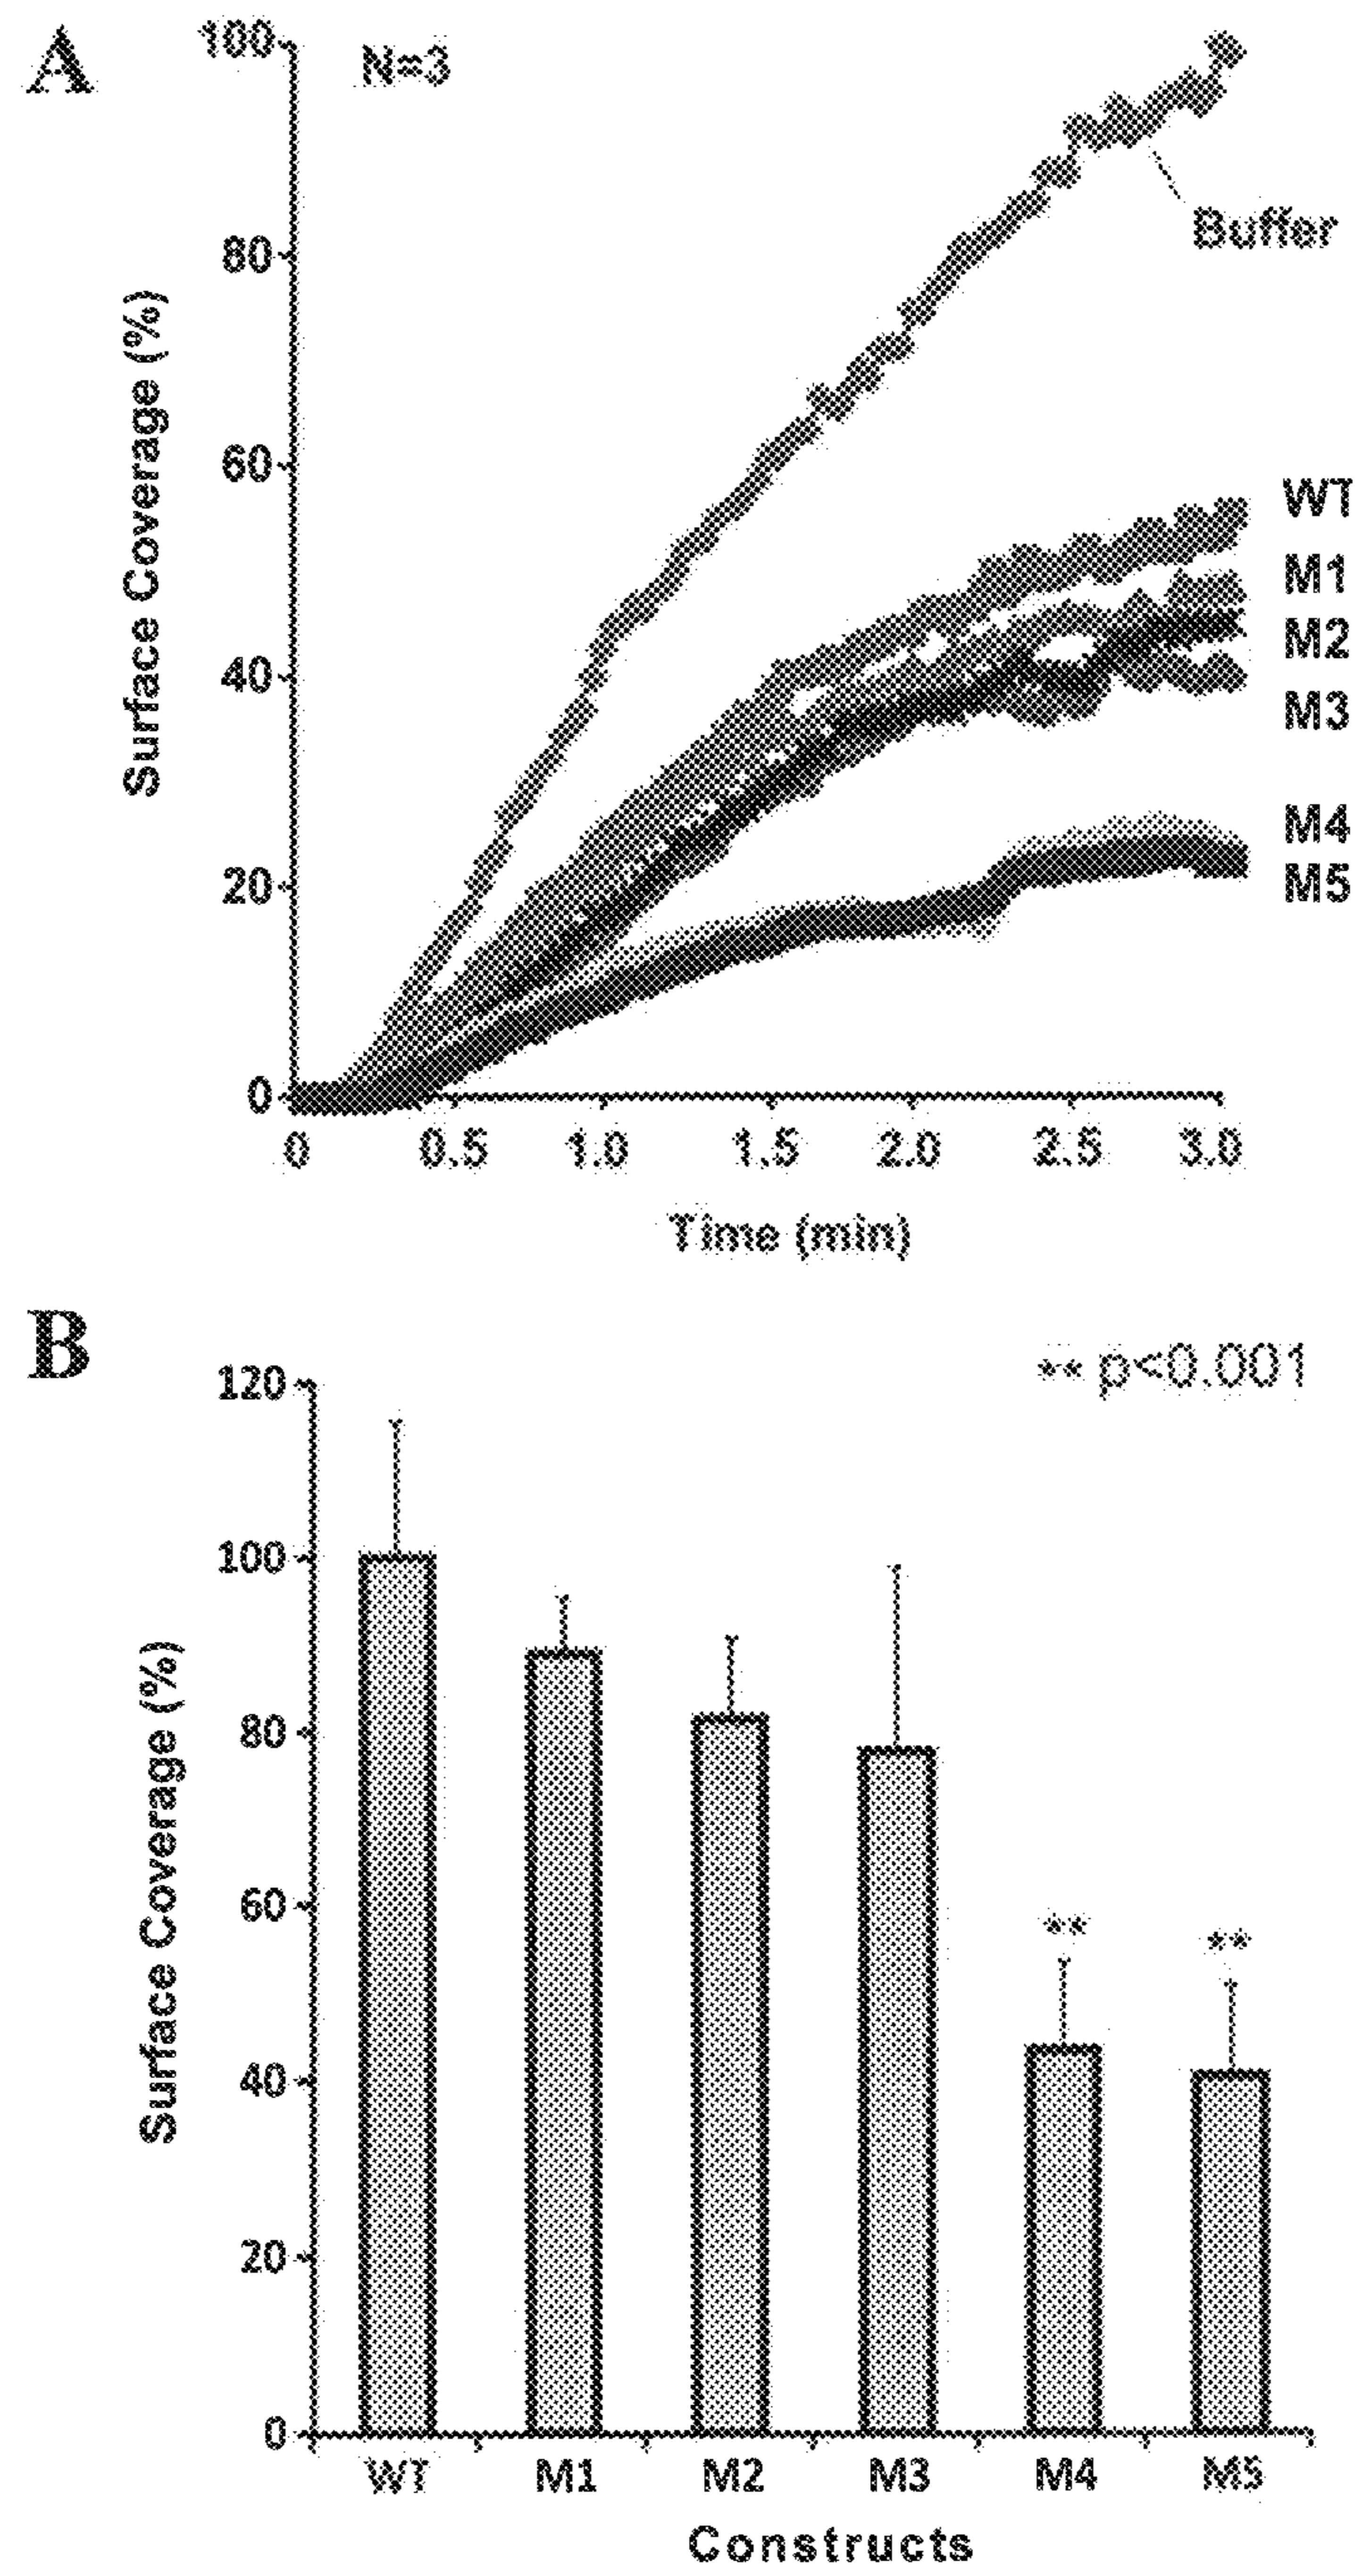 A
N=3
100
80
60
40
20
0
Surface Coverage (%)
Buffer
WT
M1
M2
M3
M4
M5
0 0.5 1.0 1.5 2.0 2.5 3.0
Time (min)
B
** p<0.001
120
100
80
60
40
20
0
Surface Coverage (%)
**
**
WT M1 M2 M3 M4 M5
Constructs